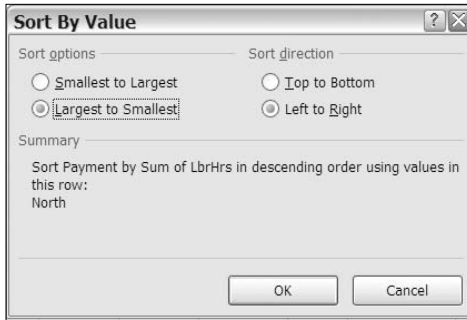 Sort By Value
Sort options
Sort direction
Smallest to Largest
Top to Bottom
Largest to Smallest
Left to Right
Summary
Sort Payment by Sum of LbrHrs in descending order using values in
this row:
North
OK
Cancel